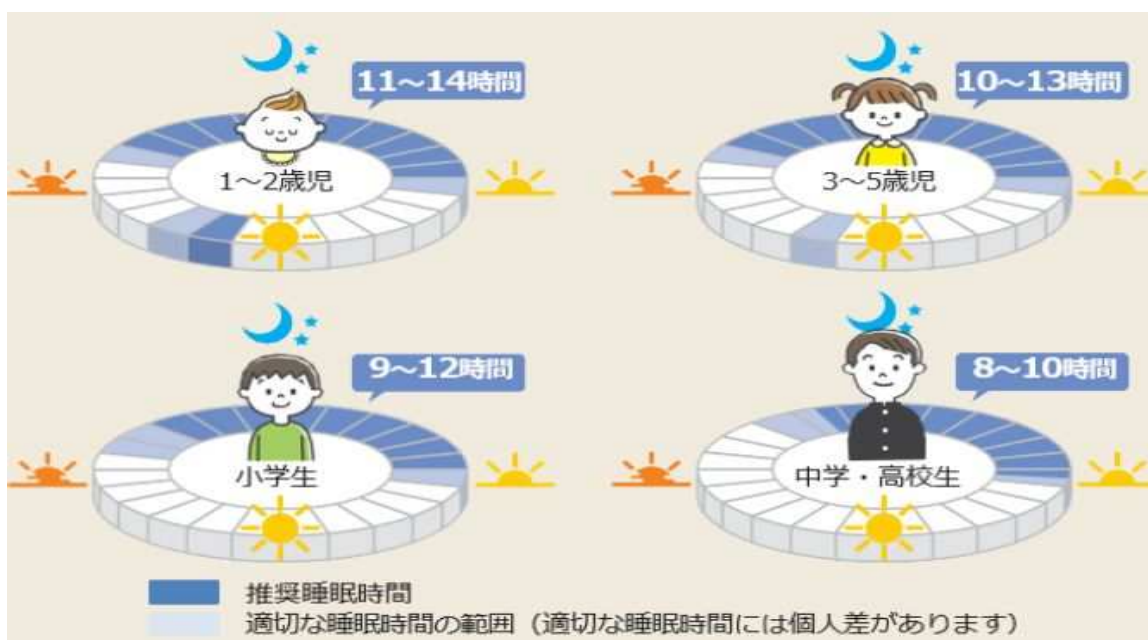 11～14時間
1～2歳児
10～13時間
3～5歳児
9～12時間
小学生
8～10時間
中学・高校生
推奨睡眠時間
適切な睡眠時間の範囲（適切な睡眠時間には個人差があります）